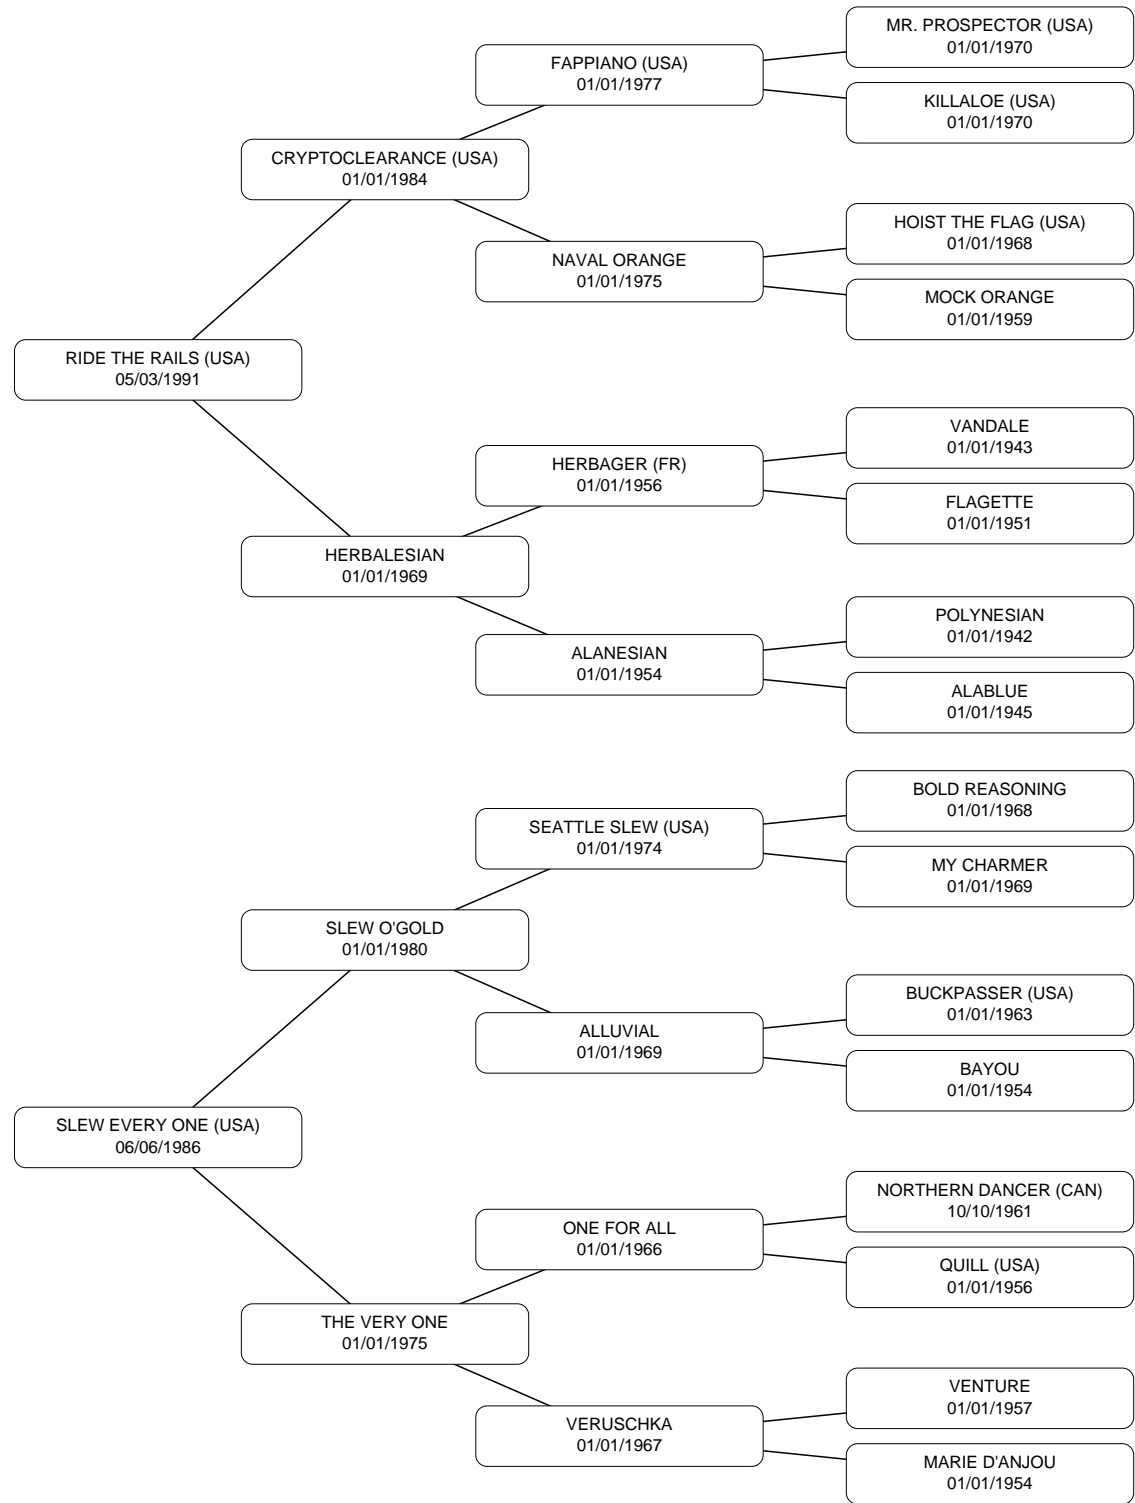 MR. PROSPECTOR (USA)
01/01/1970
FAPPIANO (USA)
01/01/1977
KILLALOE (USA)
01/01/1970
CRYPTOCLEARANCE (USA)
01/01/1984
HOIST THE FLAG (USA)
01/01/1968
NAVAL ORANGE
01/01/1975
MOCK ORANGE
01/01/1959
RIDE THE RAILS (USA)
05/03/1991
VANDALE
01/01/1943
HERBAGER (FR)
01/01/1956
FLAGETTE
01/01/1951
HERBALESIAN
01/01/1969
POLYNESIAN
01/01/1942
ALANESIAN
01/01/1954
ALABLUE
01/01/1945
BOLD REASONING
01/01/1968
SEATTLE SLEW (USA)
01/01/1974
MY CHARMER
01/01/1969
SLEW O'GOLD
01/01/1980
BUCKPASSER (USA)
01/01/1963
ALLUVIAL
01/01/1969
BAYOU
01/01/1954
SLEW EVERY ONE (USA)
06/06/1986
NORTHERN DANCER (CAN)
10/10/1961
ONE FOR ALL
01/01/1966
QUILL (USA)
01/01/1956
THE VERY ONE
01/01/1975
VENTURE
01/01/1957
VERUSCHKA
01/01/1967
MARIE D'ANJOU
01/01/1954